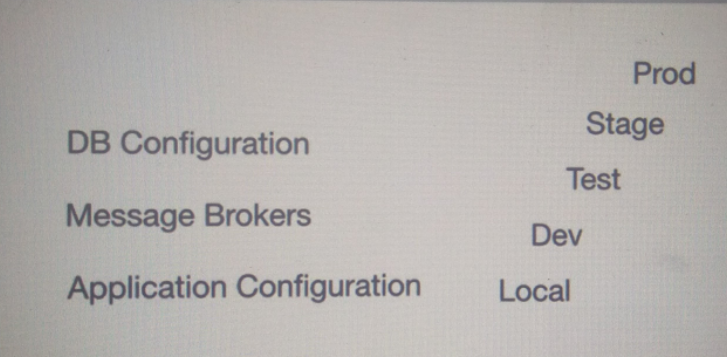 DB Configuration
Message Brokers
Application Configuration
Prod
Stage
Test
Dev
Local